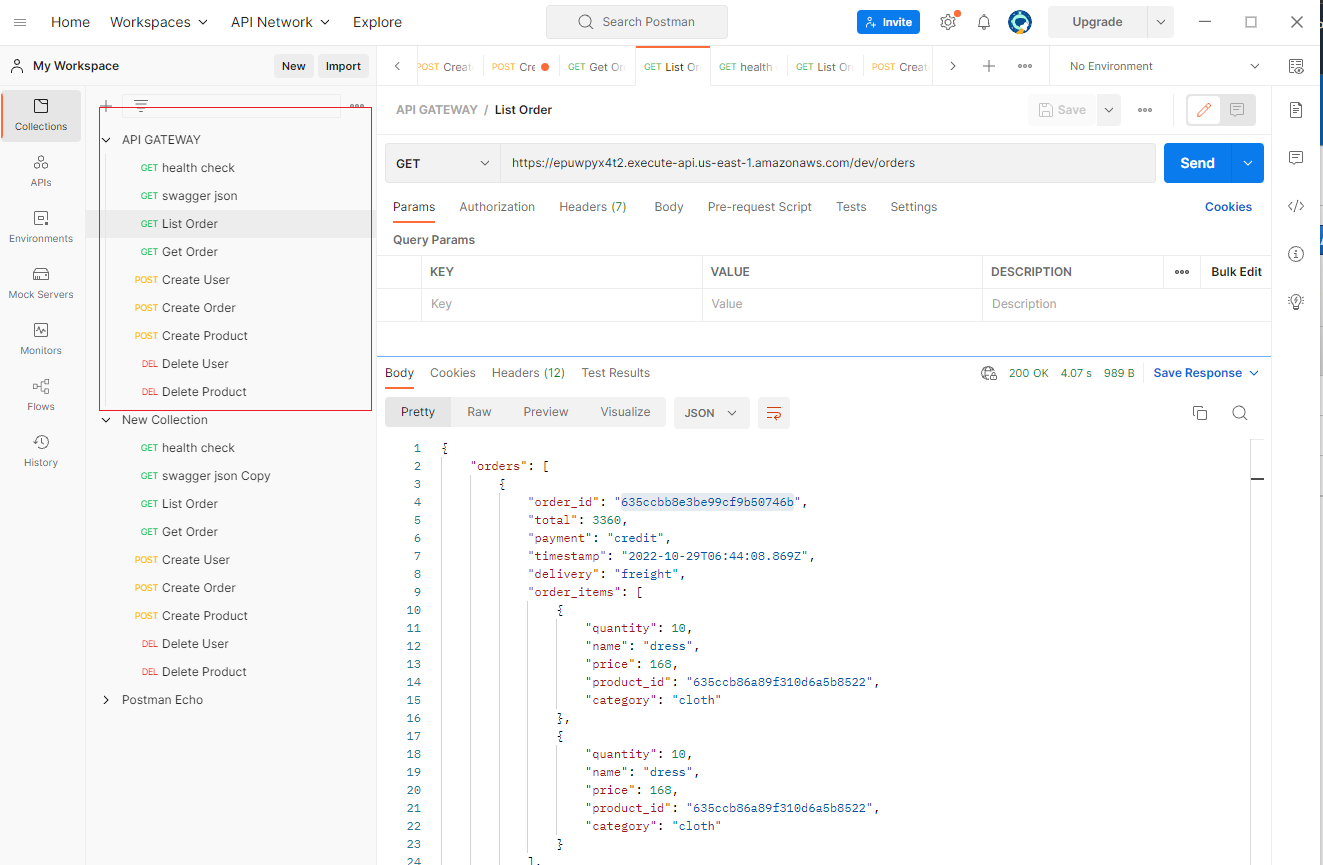 Home Workspaces API Network Explore Search Postman Invite Upgrade
My Workspace New Import
POST Create POST Cre GET Get Or GET List Or GET health GET List Or POST Creat No Environment
Collections
APIs
Environments
Mock Servers
Monitors
Flows
History
API GATEWAY
GET health check
GET swagger json
GET List Order
GET Get Order
POST Create User
POST Create Order
POST Create Product
DEL Delete User
DEL Delete Product
New Collection
GET health check
GET swagger json Copy
GET List Order
GET Get Order
POST Create User
POST Create Order
POST Create Product
DEL Delete User
DEL Delete Product
Postman Echo
API GATEWAY / List Order Save
GET https://epuwpyx4t2.execute-api.us-east-1.amazonaws.com/dev/orders Send
Params Authorization Headers (7) Body Pre-request Script Tests Settings Cookies
Query Params
KEY VALUE DESCRIPTION Bulk Edit
Key Value Description
Body Cookies Headers (12) Test Results 200 OK 4.07 s 989 B Save Response
Pretty Raw Preview Visualize JSON
1 {
2 "orders": [
3 {
4 "order_id": "635ccbb8e3be99cf9b50746b",
5 "total": 3360,
6 "payment": "credit",
7 "timestamp": "2022-10-29T06:44:08.869Z",
8 "delivery": "freight",
9 "order_items": [
10 {
11 "quantity": 10,
12 "name": "dress",
13 "price": 168,
14 "product_id": "635ccb86a89f310d6a5b8522",
15 "category": "cloth"
16 },
17 {
18 "quantity": 10,
19 "name": "dress",
20 "price": 168,
21 "product_id": "635ccb86a89f310d6a5b8522",
22 "category": "cloth"
23 }
24 ],